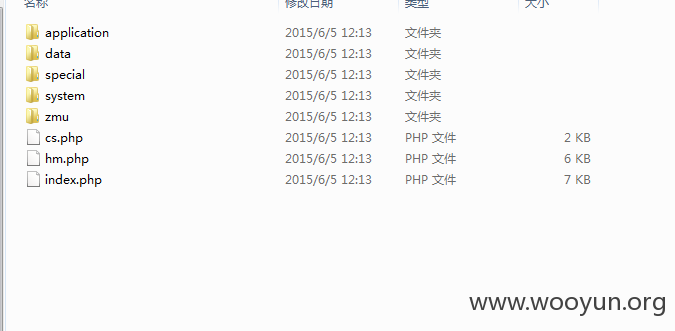 名称 修改日期 类型 大小
application 2015/6/5 12:13 文件夹
data 2015/6/5 12:13 文件夹
special 2015/6/5 12:13 文件夹
system 2015/6/5 12:13 文件夹
zmu 2015/6/5 12:13 文件夹
cs.php 2015/6/5 12:13 PHP 文件 2 KB
hm.php 2015/6/5 12:13 PHP 文件 6 KB
index.php 2015/6/5 12:13 PHP 文件 7 KB
www.wooyun.org